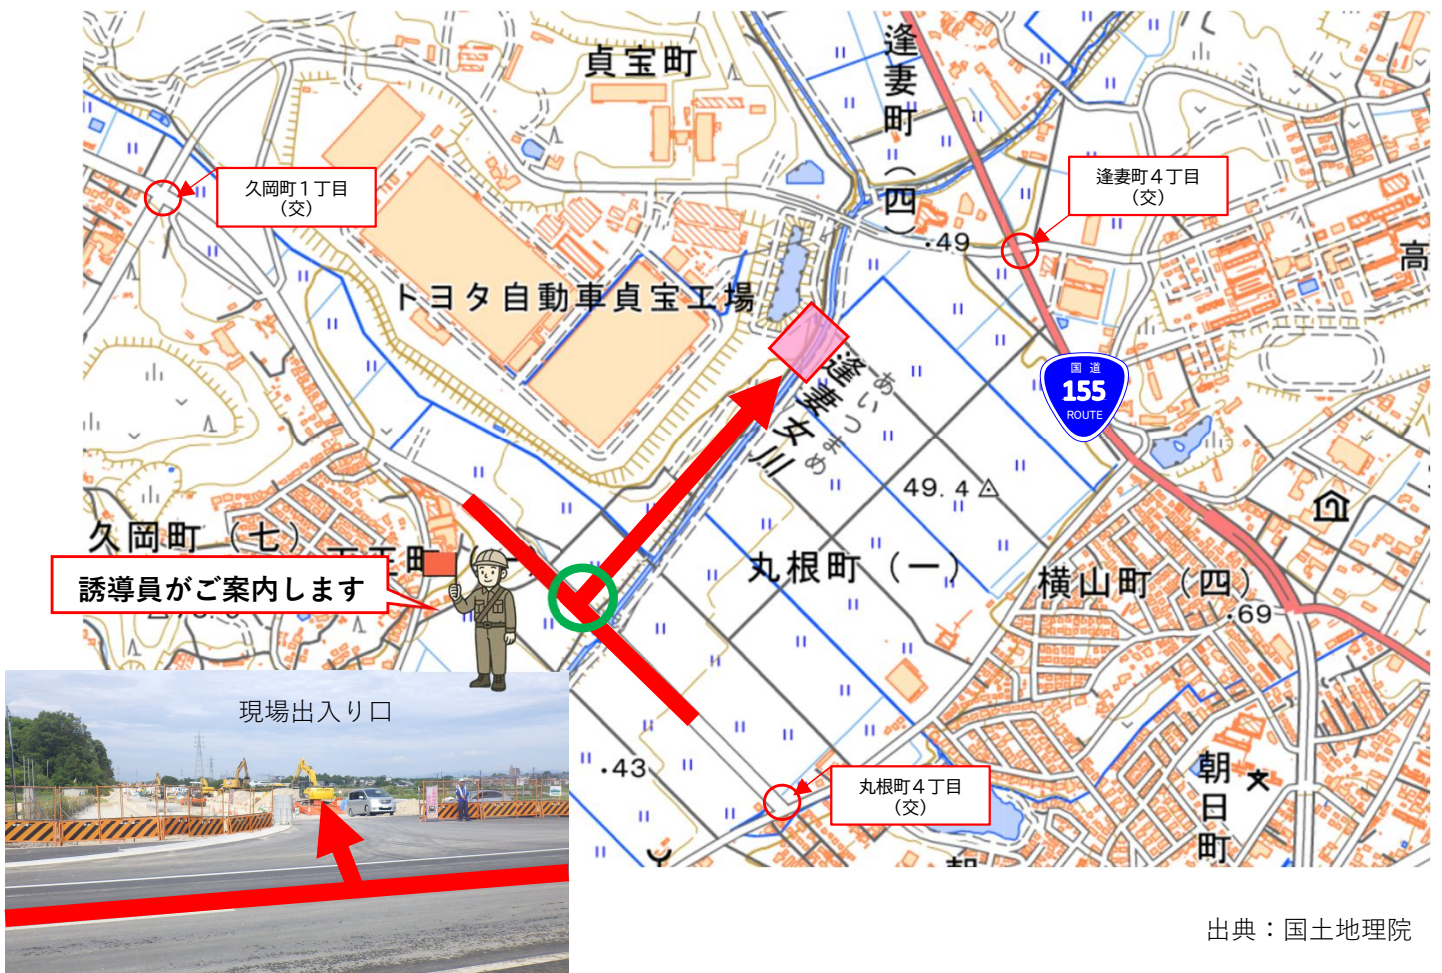 貞宝町
逢妻町（四）
久岡町１丁目
（交）
逢妻町４丁目
（交）
・49
高
トヨタ自動車貞宝工場
国道
155
ROUTE
逢妻女川
あいづまめ
49.4
久岡町（七）
誘導員がご案内します
丸根町（一）
横山町（四）
・69
現場出入り口
・43
丸根町４丁目
（交）
朝日町
出典：国土地理院